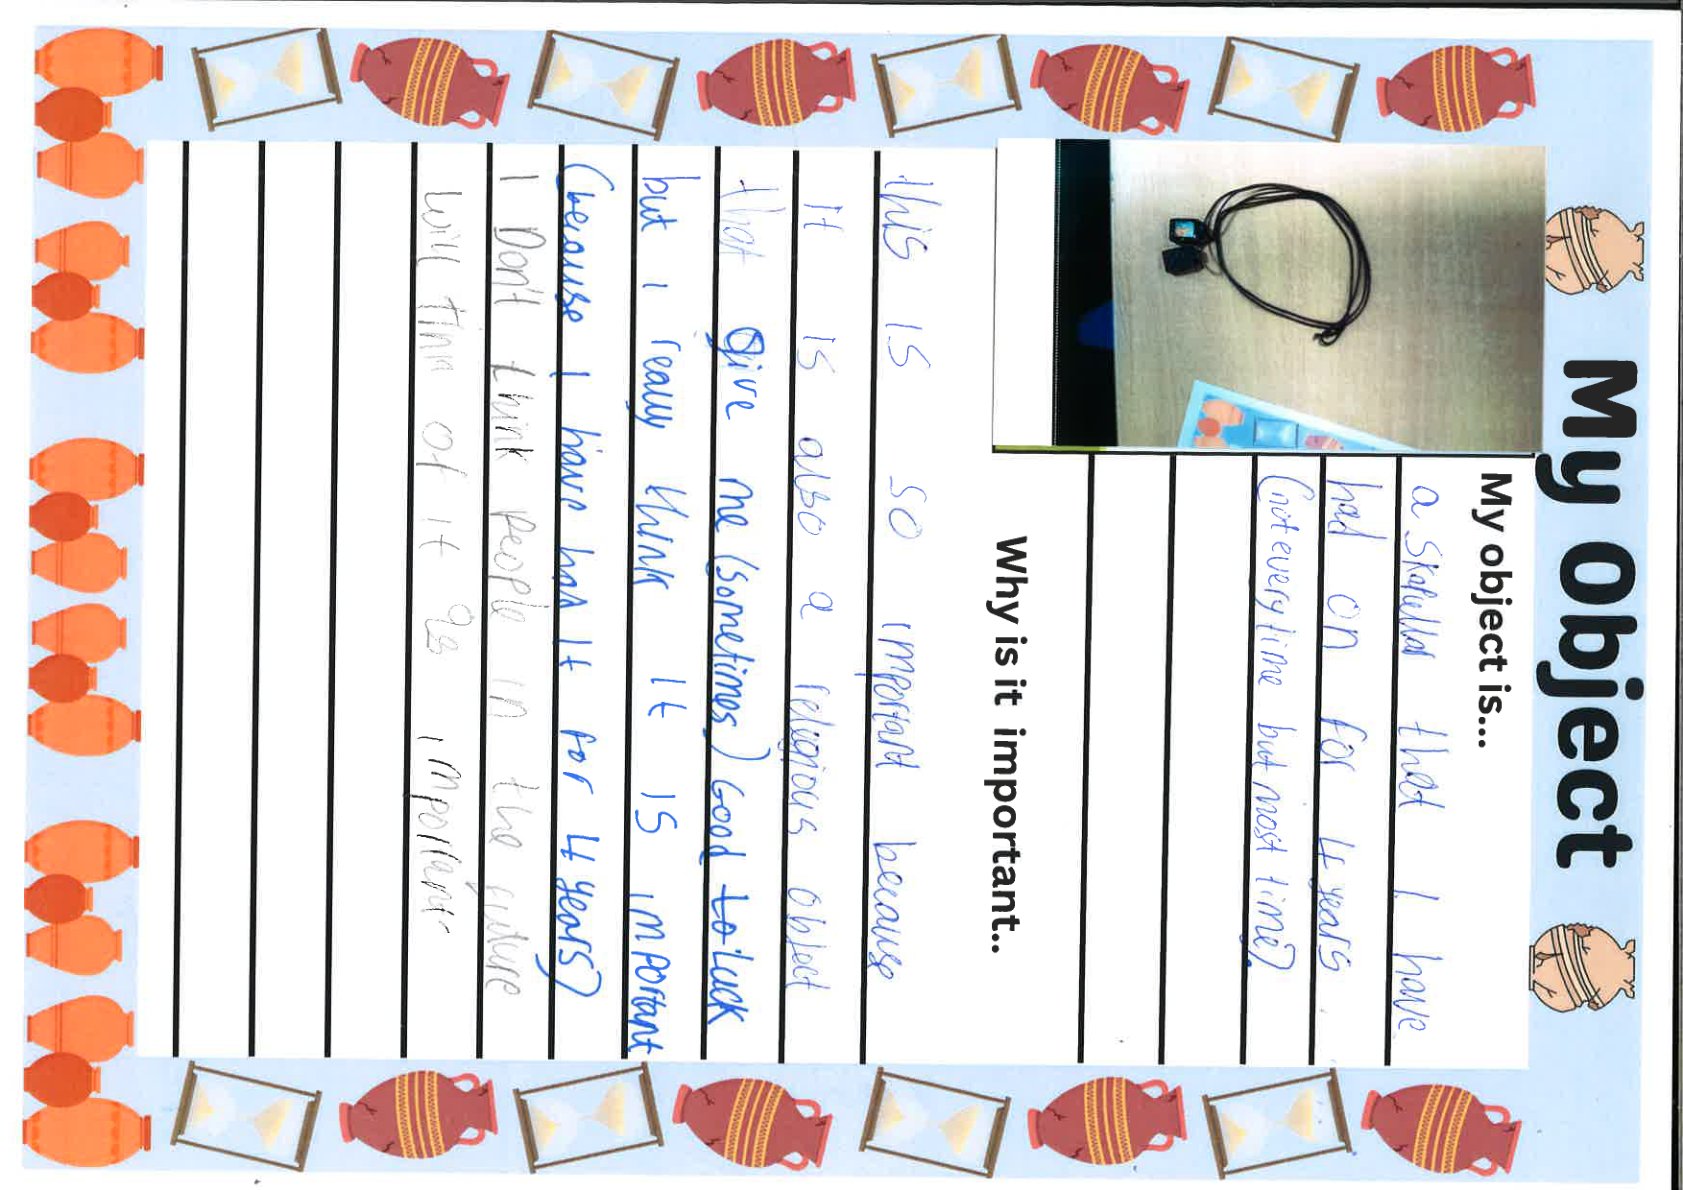 My Object
My object is...
a Skapullar that I have
had on for 4 years
(not every time but most time).
Why is it important..
this is so important because
it is also a religious object
that give me (sometimes) Good ~~to~~ Luck
but i really think it is important
(because I have had it for 4 years)
I Don't think people in the future
will tink of it as important